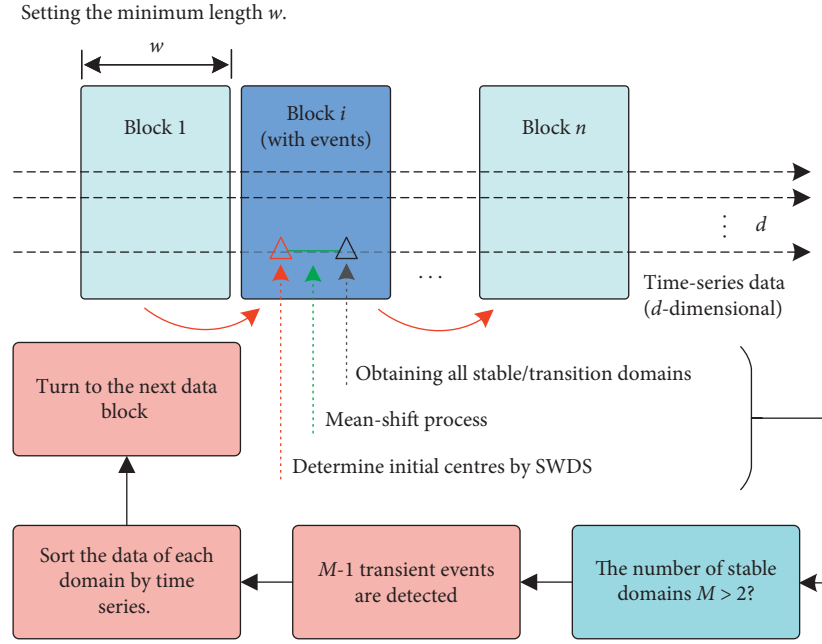 Setting the minimum length w.
w
Block 1
Block i
(with events)
Block n
⋮ d
...
Time-series data
(d-dimensional)
Obtaining all stable/transition domains
Mean-shift process
Determine initial centres by SWDS
Turn to the next data
block
Sort the data of each
domain by time
series.
M-1 transient events
are detected
The number of stable
domains M > 2?